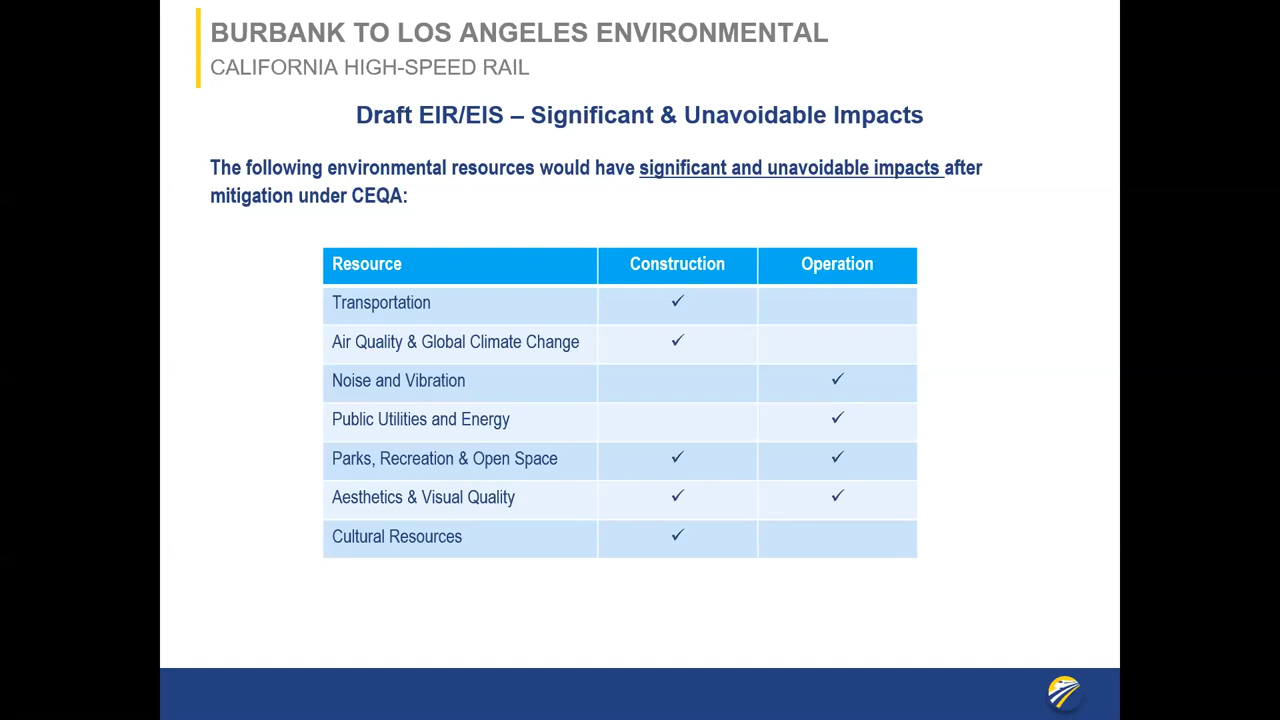 BURBANK TO LOS ANGELES ENVIRONMENTAL
CALIFORNIA HIGH-SPEED RAIL
Draft EIR/EIS – Significant & Unavoidable Impacts
The following environmental resources would have significant and unavoidable impacts after
mitigation under CEQA:
Resource Construction Operation
Transportation ✓
Air Quality & Global Climate Change ✓
Noise and Vibration ✓
Public Utilities and Energy ✓
Parks, Recreation & Open Space ✓ ✓
Aesthetics & Visual Quality ✓ ✓
Cultural Resources ✓